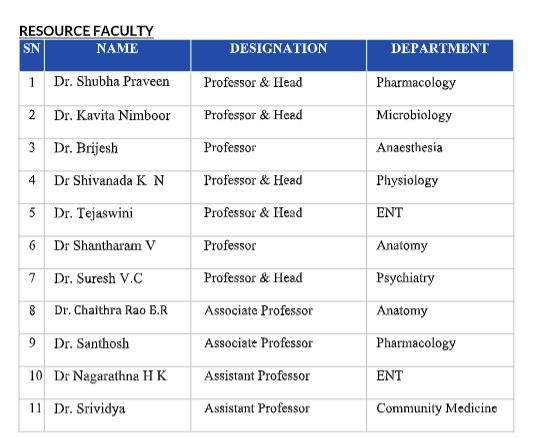 RESOURCE FACULTY
SN NAME DESIGNATION DEPARTMENT
1 Dr. Shubha Praveen Professor & Head Pharmacology
2 Dr. Kavita Nimboor Professor & Head Microbiology
3 Dr. Brijesh Professor Anaesthesia
4 Dr Shivanada K N Professor & Head Physiology
5 Dr. Tejaswini Professor & Head ENT
6 Dr Shantharam V Professor Anatomy
7 Dr. Suresh V.C Professor & Head Psychiatry
8 Dr. Chaithra Rao B.R Associate Professor Anatomy
9 Dr. Santhosh Associate Professor Pharmacology
10 Dr Nagarathna H K Assistant Professor ENT
11 Dr. Srividya Assistant Professor Community Medicine